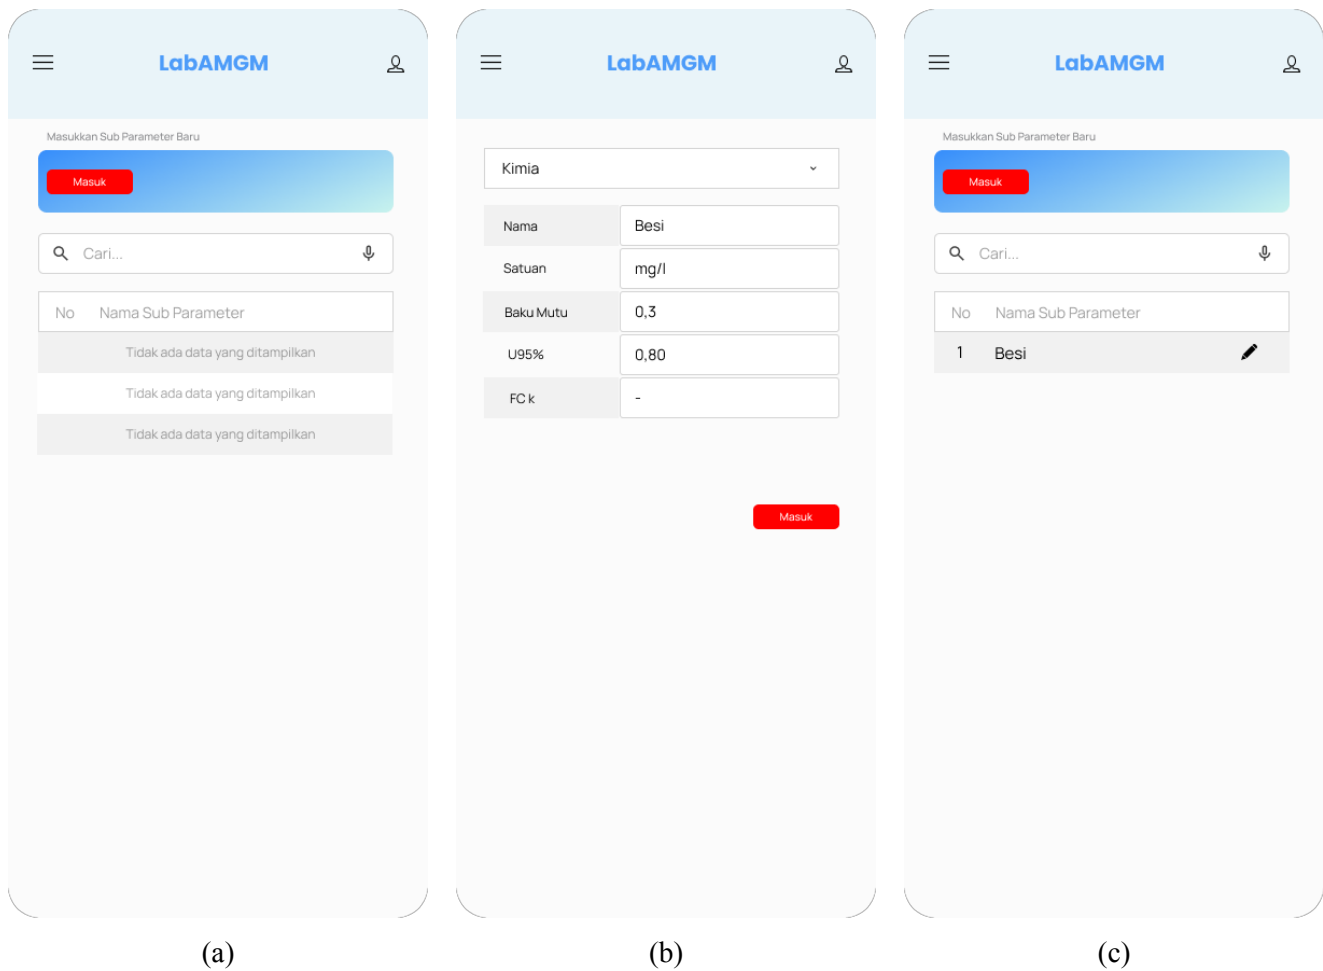 LabAMGM
Masukkan Sub Parameter Baru
Masuk
Cari...
No Nama Sub Parameter
Tidak ada data yang ditampilkan
Tidak ada data yang ditampilkan
Tidak ada data yang ditampilkan
(a)
LabAMGM
Kimia
Nama Besi
Satuan mg/l
Baku Mutu 0,3
U95% 0,80
FC k -
Masuk
(b)
LabAMGM
Masukkan Sub Parameter Baru
Masuk
Cari...
No Nama Sub Parameter
1 Besi
(c)